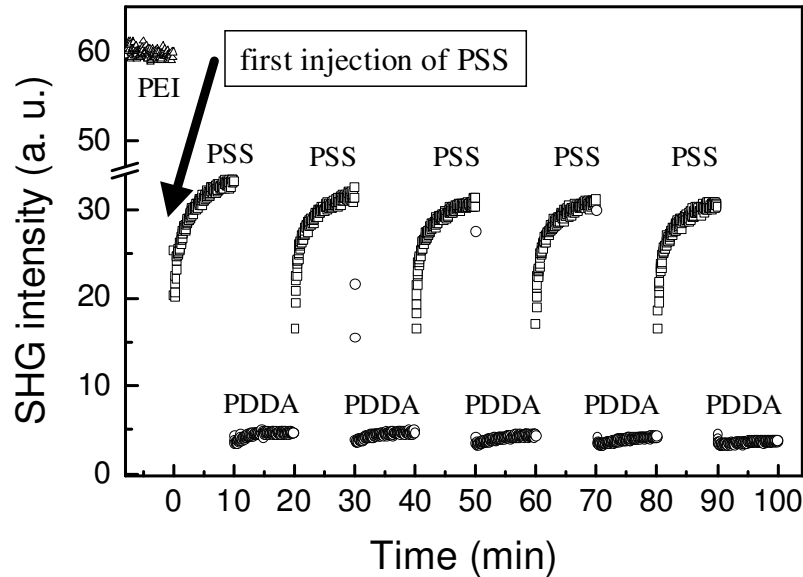 SHG intensity (a. u.)
60
50
30
20
10
5
0
PEI
first injection of PSS
PSS
PSS
PSS
PSS
PSS
PDDA
PDDA
PDDA
PDDA
PDDA
0 10 20 30 40 50 60 70 80 90 100
Time (min)